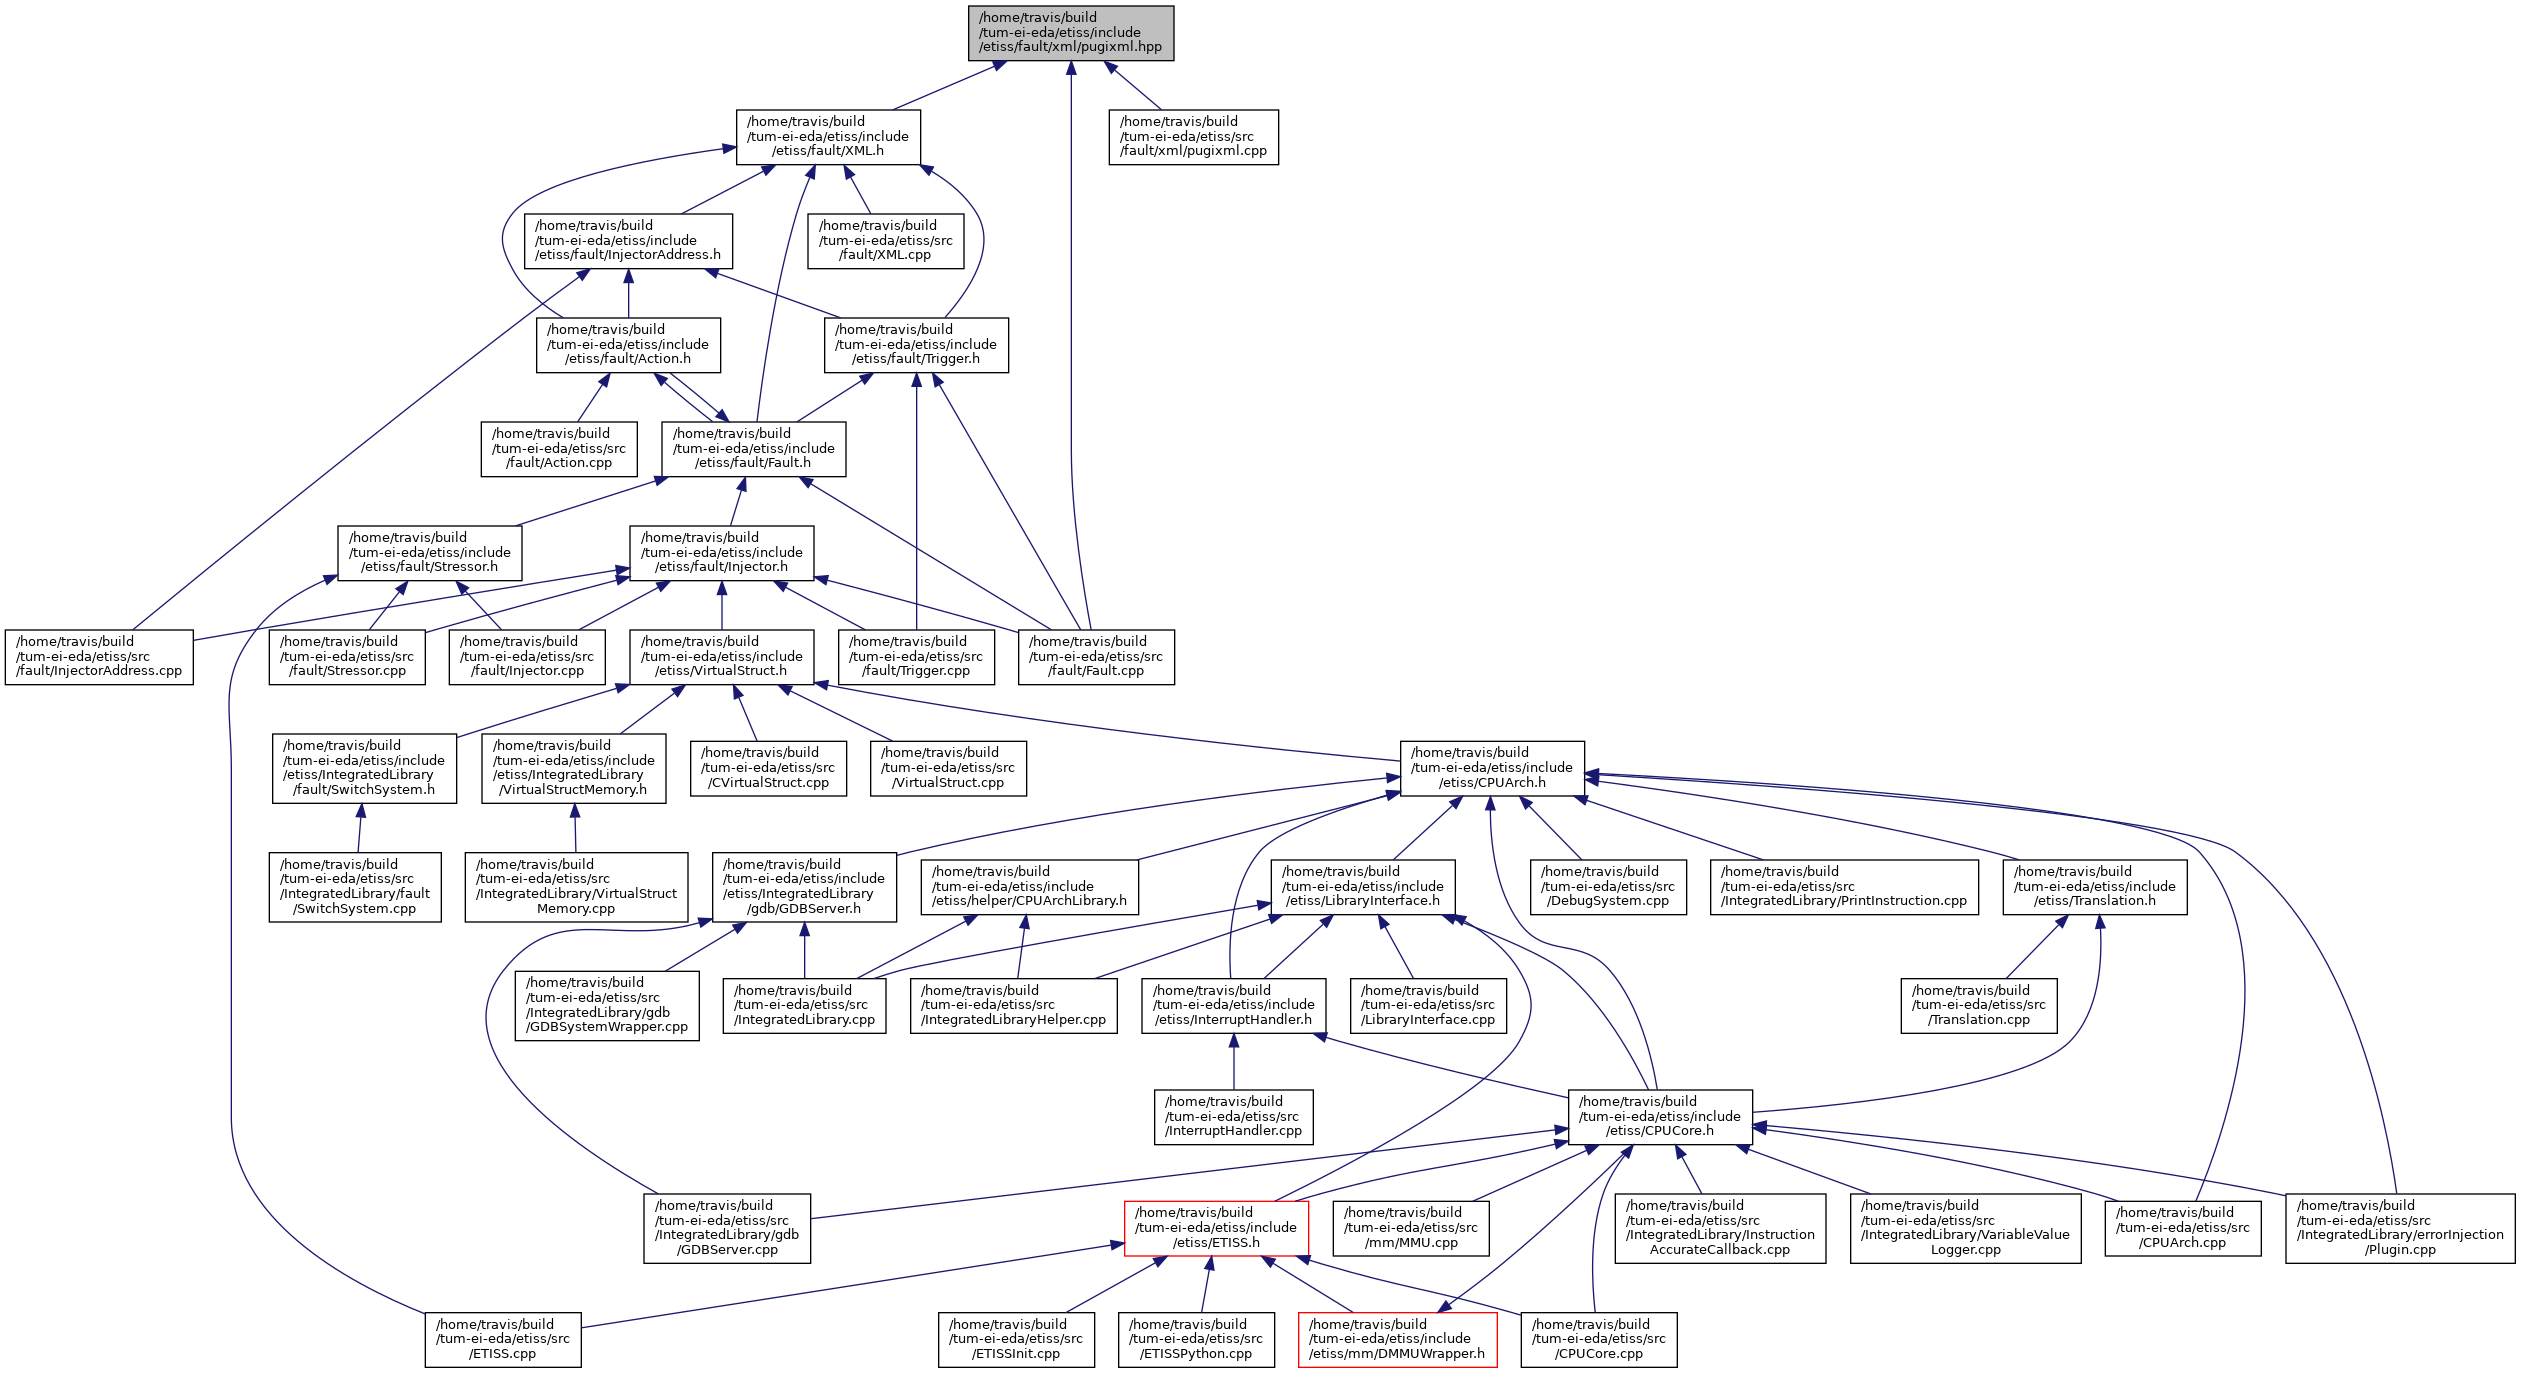 /home/travis/build
/tum-ei-eda/etiss/include
/etiss/fault/xml/pugixml.hpp
/home/travis/build
/tum-ei-eda/etiss/include
/etiss/fault/XML.h
/home/travis/build
/tum-ei-eda/etiss/src
/fault/xml/pugixml.cpp
/home/travis/build
/tum-ei-eda/etiss/include
/etiss/fault/InjectorAddress.h
/home/travis/build
/tum-ei-eda/etiss/src
/fault/XML.cpp
/home/travis/build
/tum-ei-eda/etiss/include
/etiss/fault/Action.h
/home/travis/build
/tum-ei-eda/etiss/include
/etiss/fault/Trigger.h
/home/travis/build
/tum-ei-eda/etiss/src
/fault/Action.cpp
/home/travis/build
/tum-ei-eda/etiss/include
/etiss/fault/Fault.h
/home/travis/build
/tum-ei-eda/etiss/include
/etiss/fault/Stressor.h
/home/travis/build
/tum-ei-eda/etiss/include
/etiss/fault/Injector.h
/home/travis/build
/tum-ei-eda/etiss/src
/fault/InjectorAddress.cpp
/home/travis/build
/tum-ei-eda/etiss/src
/fault/Stressor.cpp
/home/travis/build
/tum-ei-eda/etiss/src
/fault/Injector.cpp
/home/travis/build
/tum-ei-eda/etiss/include
/etiss/VirtualStruct.h
/home/travis/build
/tum-ei-eda/etiss/src
/fault/Trigger.cpp
/home/travis/build
/tum-ei-eda/etiss/src
/fault/Fault.cpp
/home/travis/build
/tum-ei-eda/etiss/include
/etiss/IntegratedLibrary
/fault/SwitchSystem.h
/home/travis/build
/tum-ei-eda/etiss/include
/etiss/IntegratedLibrary
/VirtualStructMemory.h
/home/travis/build
/tum-ei-eda/etiss/src
/CVirtualStruct.cpp
/home/travis/build
/tum-ei-eda/etiss/src
/VirtualStruct.cpp
/home/travis/build
/tum-ei-eda/etiss/include
/etiss/CPUArch.h
/home/travis/build
/tum-ei-eda/etiss/src
/IntegratedLibrary/fault
/SwitchSystem.cpp
/home/travis/build
/tum-ei-eda/etiss/src
/IntegratedLibrary/VirtualStruct
Memory.cpp
/home/travis/build
/tum-ei-eda/etiss/include
/etiss/IntegratedLibrary
/gdb/GDBServer.h
/home/travis/build
/tum-ei-eda/etiss/include
/etiss/helper/CPUArchLibrary.h
/home/travis/build
/tum-ei-eda/etiss/include
/etiss/LibraryInterface.h
/home/travis/build
/tum-ei-eda/etiss/src
/DebugSystem.cpp
/home/travis/build
/tum-ei-eda/etiss/src
/IntegratedLibrary/PrintInstruction.cpp
/home/travis/build
/tum-ei-eda/etiss/include
/etiss/Translation.h
/home/travis/build
/tum-ei-eda/etiss/src
/IntegratedLibrary/gdb
/GDBSystemWrapper.cpp
/home/travis/build
/tum-ei-eda/etiss/src
/IntegratedLibrary.cpp
/home/travis/build
/tum-ei-eda/etiss/src
/IntegratedLibraryHelper.cpp
/home/travis/build
/tum-ei-eda/etiss/include
/etiss/InterruptHandler.h
/home/travis/build
/tum-ei-eda/etiss/src
/LibraryInterface.cpp
/home/travis/build
/tum-ei-eda/etiss/src
/Translation.cpp
/home/travis/build
/tum-ei-eda/etiss/src
/InterruptHandler.cpp
/home/travis/build
/tum-ei-eda/etiss/include
/etiss/CPUCore.h
/home/travis/build
/tum-ei-eda/etiss/src
/IntegratedLibrary/gdb
/GDBServer.cpp
/home/travis/build
/tum-ei-eda/etiss/include
/etiss/ETISS.h
/home/travis/build
/tum-ei-eda/etiss/src
/mm/MMU.cpp
/home/travis/build
/tum-ei-eda/etiss/src
/IntegratedLibrary/Instruction
AccurateCallback.cpp
/home/travis/build
/tum-ei-eda/etiss/src
/IntegratedLibrary/VariableValue
Logger.cpp
/home/travis/build
/tum-ei-eda/etiss/src
/CPUArch.cpp
/home/travis/build
/tum-ei-eda/etiss/src
/IntegratedLibrary/errorInjection
/Plugin.cpp
/home/travis/build
/tum-ei-eda/etiss/src
/ETISS.cpp
/home/travis/build
/tum-ei-eda/etiss/src
/ETISSInit.cpp
/home/travis/build
/tum-ei-eda/etiss/src
/ETISSPython.cpp
/home/travis/build
/tum-ei-eda/etiss/include
/etiss/mm/DMMUWrapper.h
/home/travis/build
/tum-ei-eda/etiss/src
/CPUCore.cpp